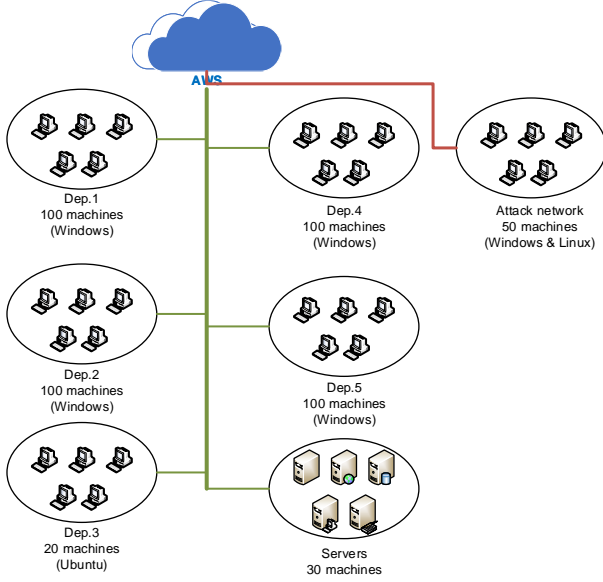 AWS
Dep.1
100 machines
(Windows)
Dep.4
100 machines
(Windows)
Attack network
50 machines
(Windows & Linux)
Dep.2
100 machines
(Windows)
Dep.5
100 machines
(Windows)
Dep.3
20 machines
(Ubuntu)
Servers
30 machines